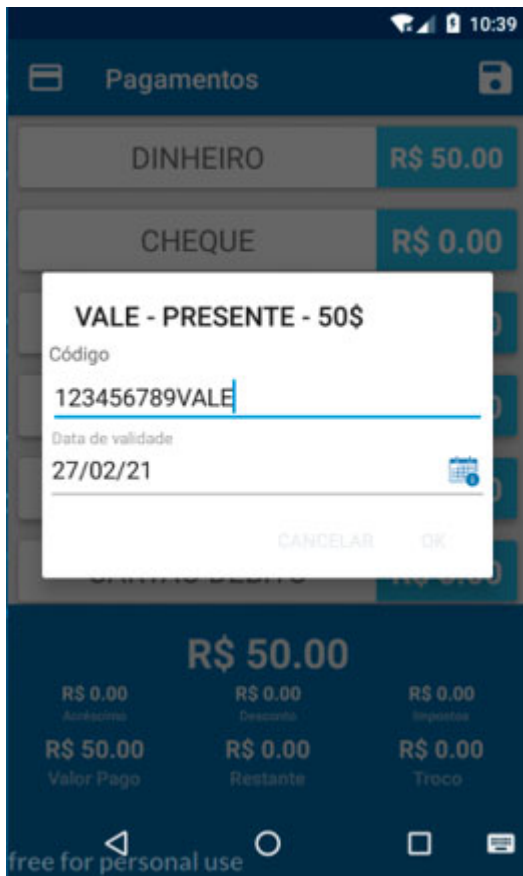 10:39
Pagamentos
DINHEIRO R$ 50.00
CHEQUE R$ 0.00
VALE - PRESENTE - 50$
Código
123456789VALE
Data de validade
27/02/21
CANCELAR OK
R$ 50.00
R$ 0.00 R$ 0.00 R$ 0.00
Acréscimo Desconto Impostos
R$ 50.00 R$ 0.00 R$ 0.00
Valor Pago Restante Troco
free for personal use